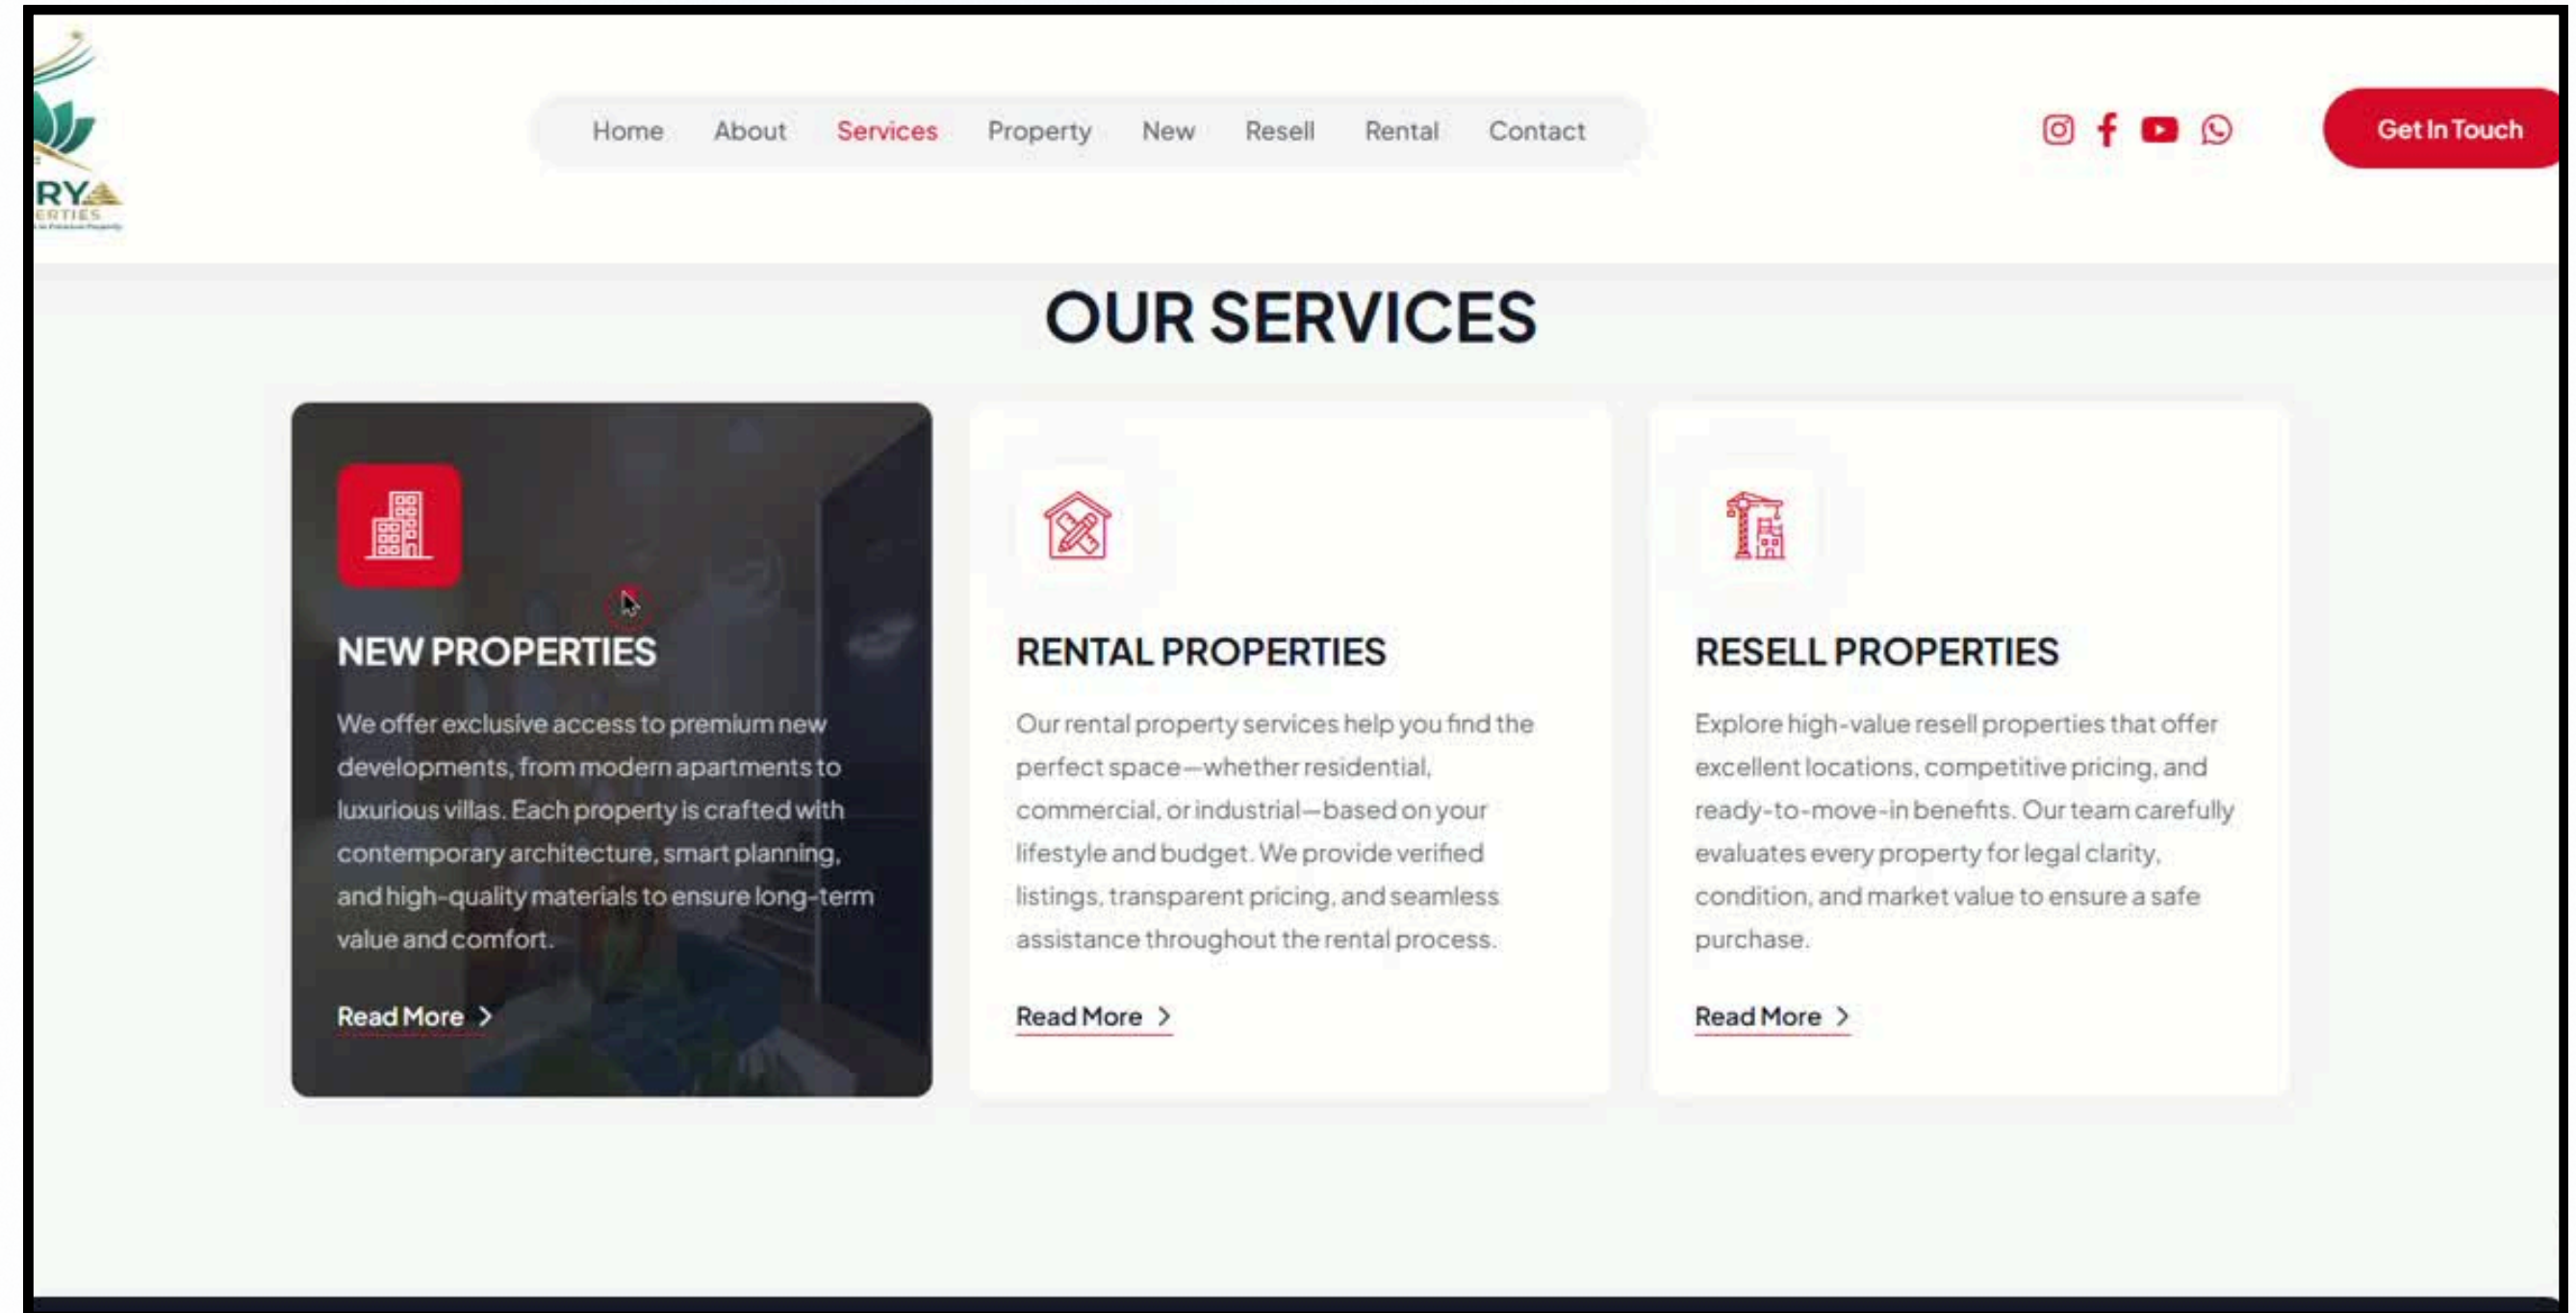 RY
ERTIES
Home About Services Property New Resell Rental Contact
Get In Touch
OUR SERVICES
NEW PROPERTIES
We offer exclusive access to premium new
developments, from modern apartments to
luxurious villas. Each property is crafted with
contemporary architecture, smart planning,
and high-quality materials to ensure long-term
value and comfort.
Read More
RENTAL PROPERTIES
Our rental property services help you find the
perfect space—whether residential,
commercial, or industrial—based on your
lifestyle and budget. We provide verified
listings, transparent pricing, and seamless
assistance throughout the rental process.
Read More
RESELL PROPERTIES
Explore high-value resell properties that offer
excellent locations, competitive pricing, and
ready-to-move-in benefits. Our team carefully
evaluates every property for legal clarity,
condition, and market value to ensure a safe
purchase.
Read More